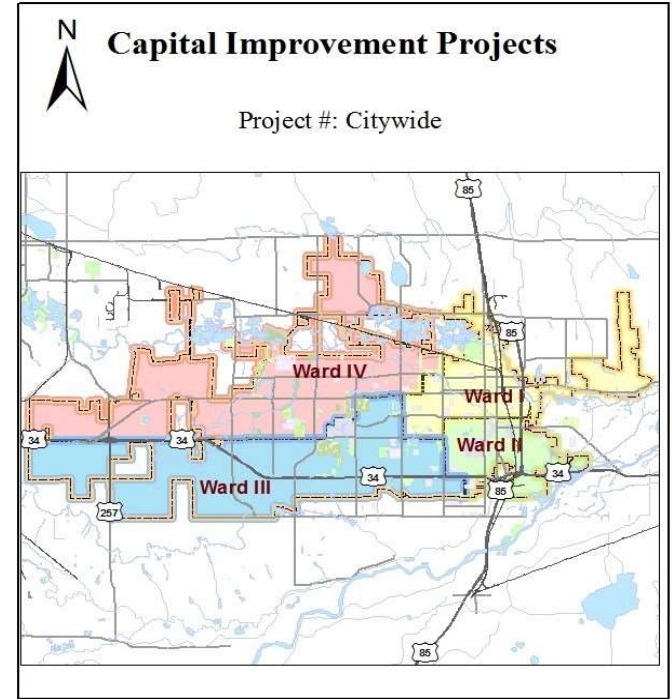 N
Capital Improvement Projects
Project #: Citywide
85
85
Ward IV
Ward I
34
34
Ward II
Ward III
34
34
85
257
85